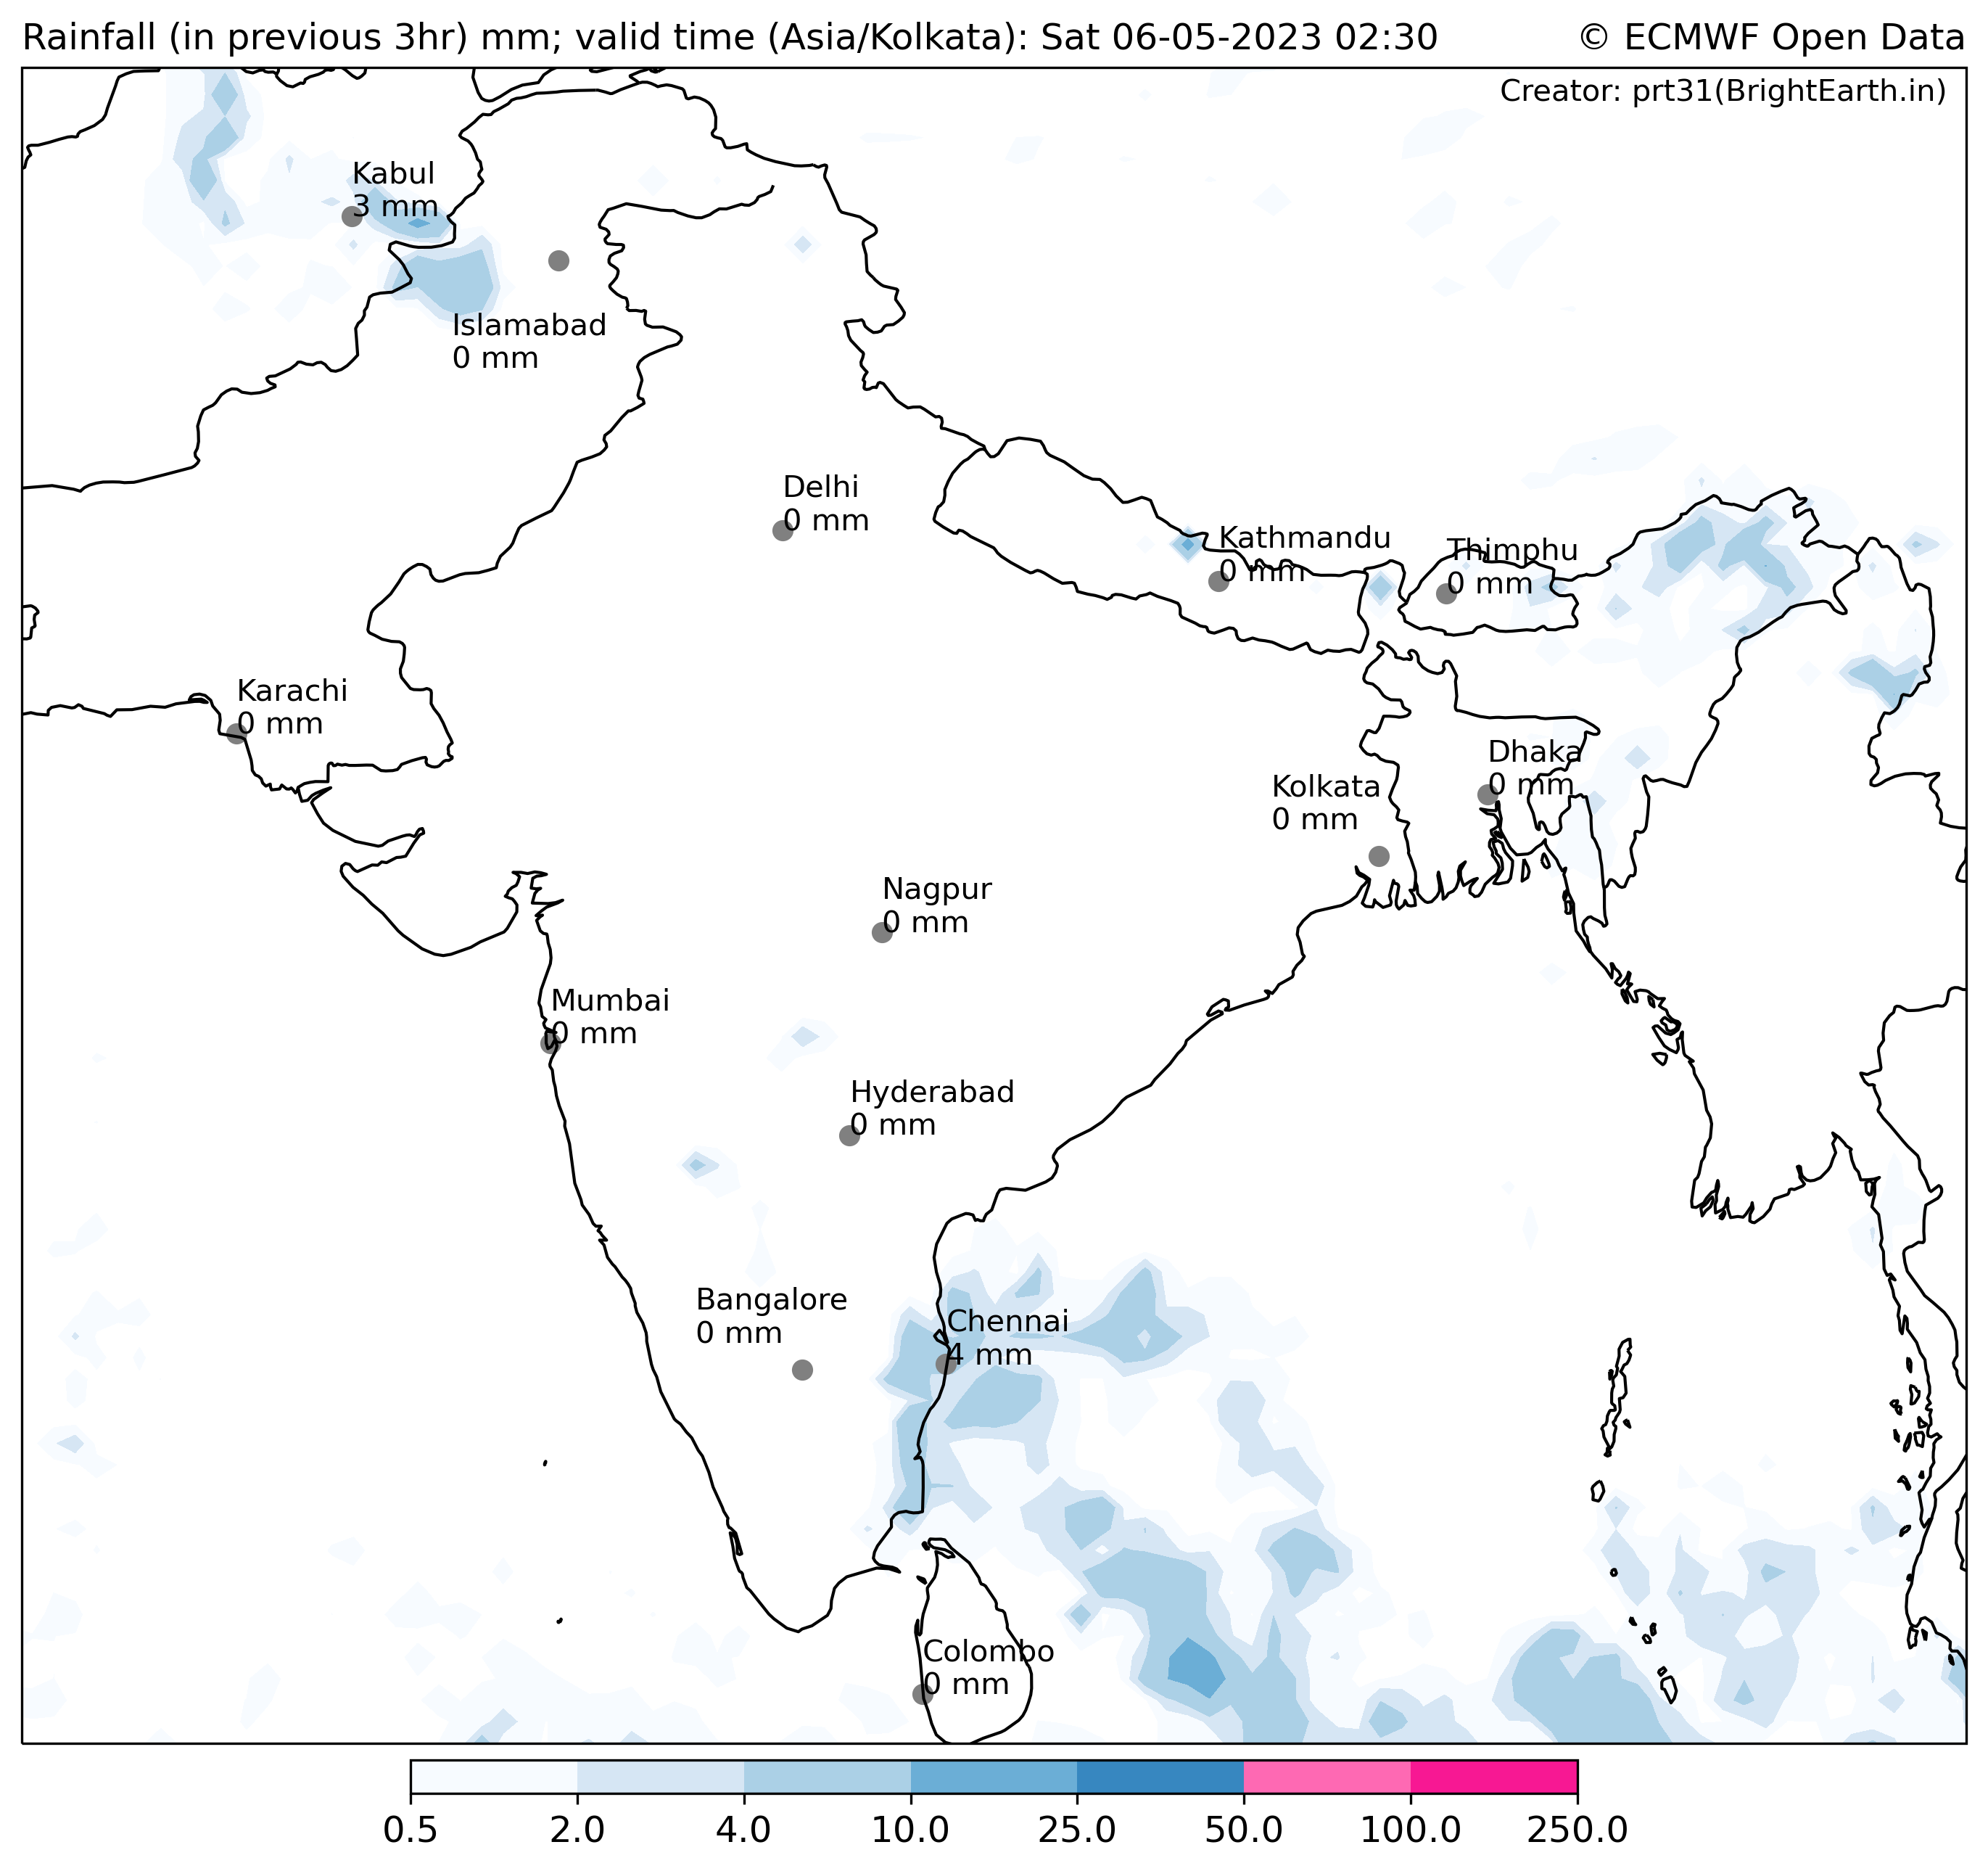 Rainfall (in previous 3hr) mm; valid time (Asia/Kolkata): Sat 06-05-2023 02:30
© ECMWF Open Data
Creator: prt31(BrightEarth.in)
Kabul
3 mm
Islamabad
0 mm
Delhi
0 mm
Kathmandu
0 mm
Thimphu
0 mm
Karachi
0 mm
Dhaka
0 mm
Kolkata
0 mm
Nagpur
0 mm
Mumbai
0 mm
Hyderabad
0 mm
Bangalore
0 mm
Chennai
4 mm
Colombo
0 mm
0.5 2.0 4.0 10.0 25.0 50.0 100.0 250.0